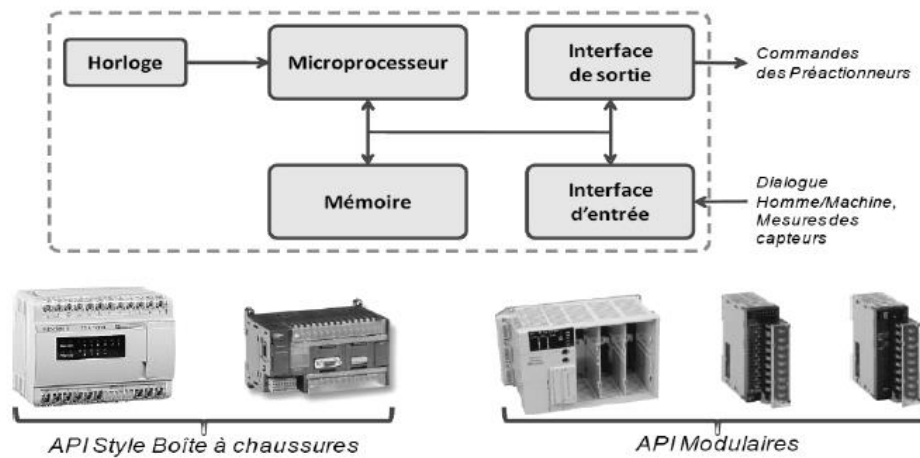 Horloge
Microprocesseur
Interface
de sortie
Commandes
des Préactionneurs
Mémoire
Interface
d'entrée
Dialogue
Homme/Machine,
Mesures des
capteurs
API Style Boîte à chaussures
API Modulaires